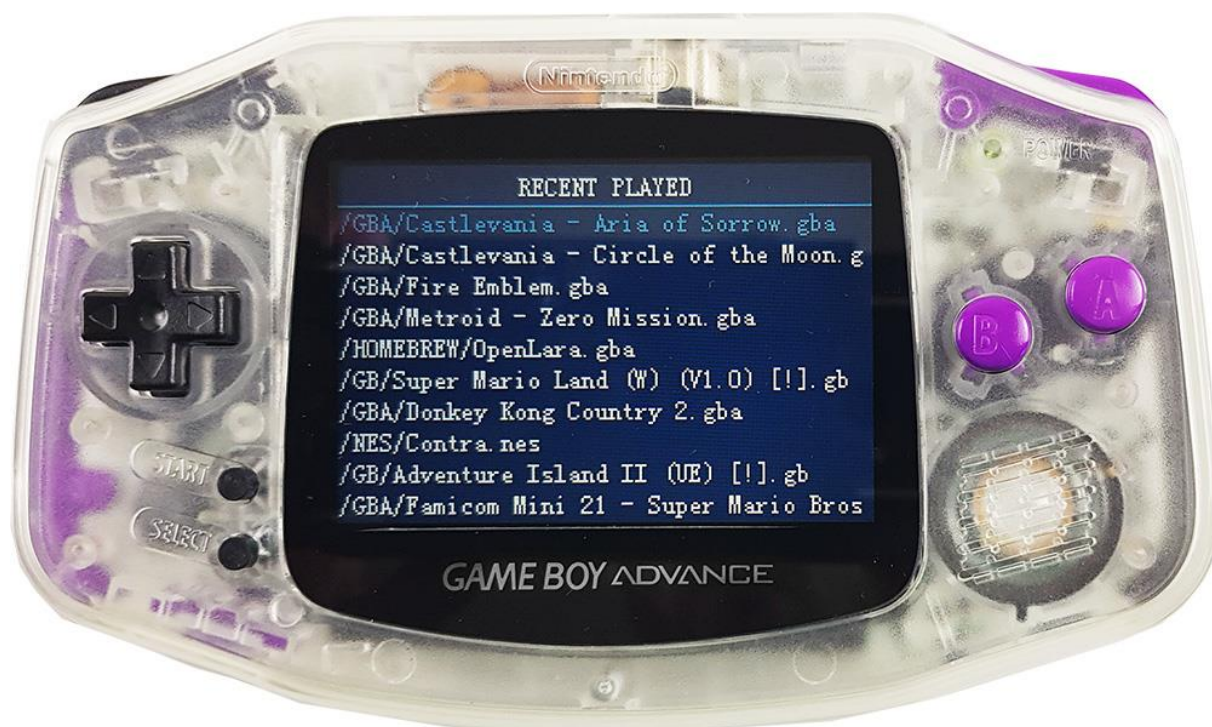 Nintendo
POWER
RECENT PLAYED
/GBA/Castlevania - Aria of Sorrow.gba
/GBA/Castlevania - Circle of the Moon.g
/GBA/Fire Emblem.gba
/GBA/Metroid - Zero Mission.gba
/HOMEBREW/OpenLara.gba
/GB/Super Mario Land (W) (V1.0) [!].gb
/GBA/Donkey Kong Country 2.gba
/NES/Contra.nes
/GB/Adventure Island II (UE) [!].gb
/GBA/Famicom Mini 21 - Super Mario Bros
A
B
START
SELECT
GAME BOY ADVANCE